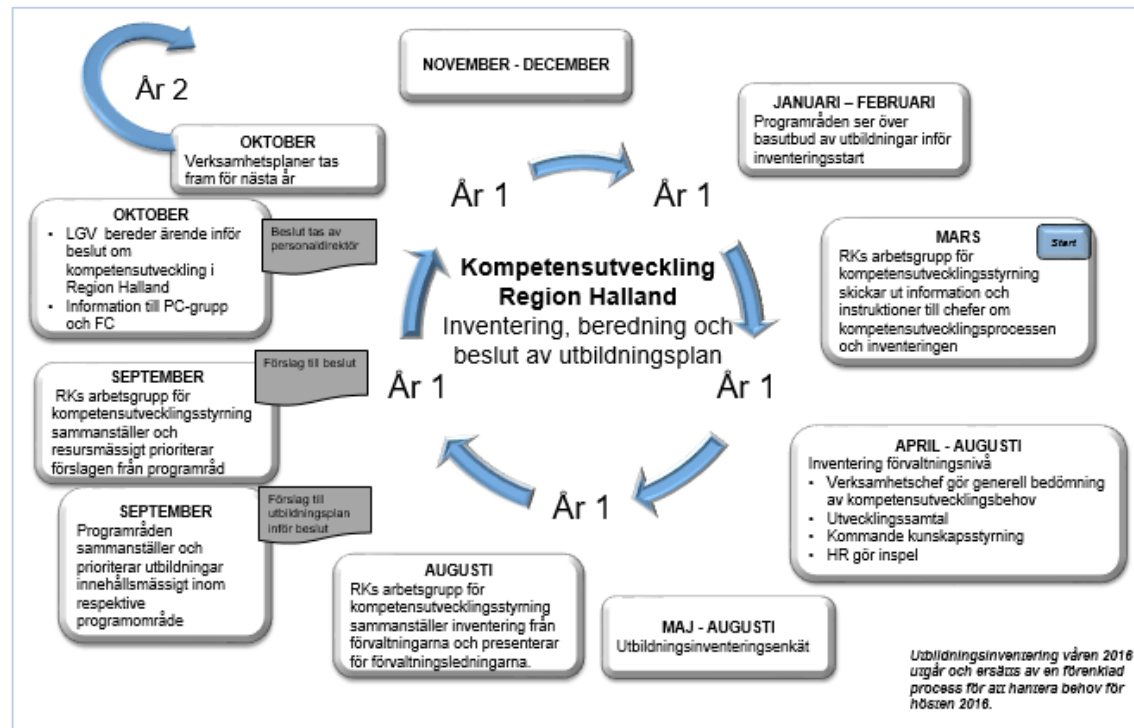 NOVEMBER - DECEMBER
År 2
JANUARI – FEBRUARI
Programråden ser över
basutbud av utbildningar inför
inventeringsstart
OKTOBER
Verksamhetsplaner tas
fram för nästa år
År 1
År 1
OKTOBER
• LGV bereder ärende inför
beslut om
kompetensutveckling i
Region Halland
• Information till PC-grupp
och FC
Beslut tas av
personaldirektör
MARS
Start
RKs arbetsgrupp för
kompetensutvecklingsstyrning
skickar ut information och
instruktioner till chefer om
kompetensutvecklingsprocessen
och inventeringen
Kompetensutveckling
Region Halland
Inventering, beredning och
beslut av utbildningsplan
SEPTEMBER
RKs arbetsgrupp för
kompetensutvecklingsstyrning
sammanställer och
resursmässigt prioriterar
förslagen från programråd
Förslag till beslut
År 1
År 1
APRIL - AUGUSTI
Inventering förvaltningsnivå
• Verksamhetschef gör generell bedömning
av kompetensutvecklingsbehov
• Utvecklingssamtal
• Kommande kunskapsstyrning
• HR gör inspel
SEPTEMBER
Programråden
sammanställer och
prioriterar utbildningar
innehållsmässigt inom
respektive
programområde
Förslag till
utbildningsplan
inför beslut
År 1
AUGUSTI
RKs arbetsgrupp för
kompetensutvecklingsstyrning
sammanställer inventering från
förvaltningarna och presenterar
för förvaltningsledningarna.
MAJ - AUGUSTI
Utbildningsinventeringsenkät
Utbildningsinventering våren 2016
utgår och ersätts av en förenklad
process för att hantera behov för
hösten 2016.